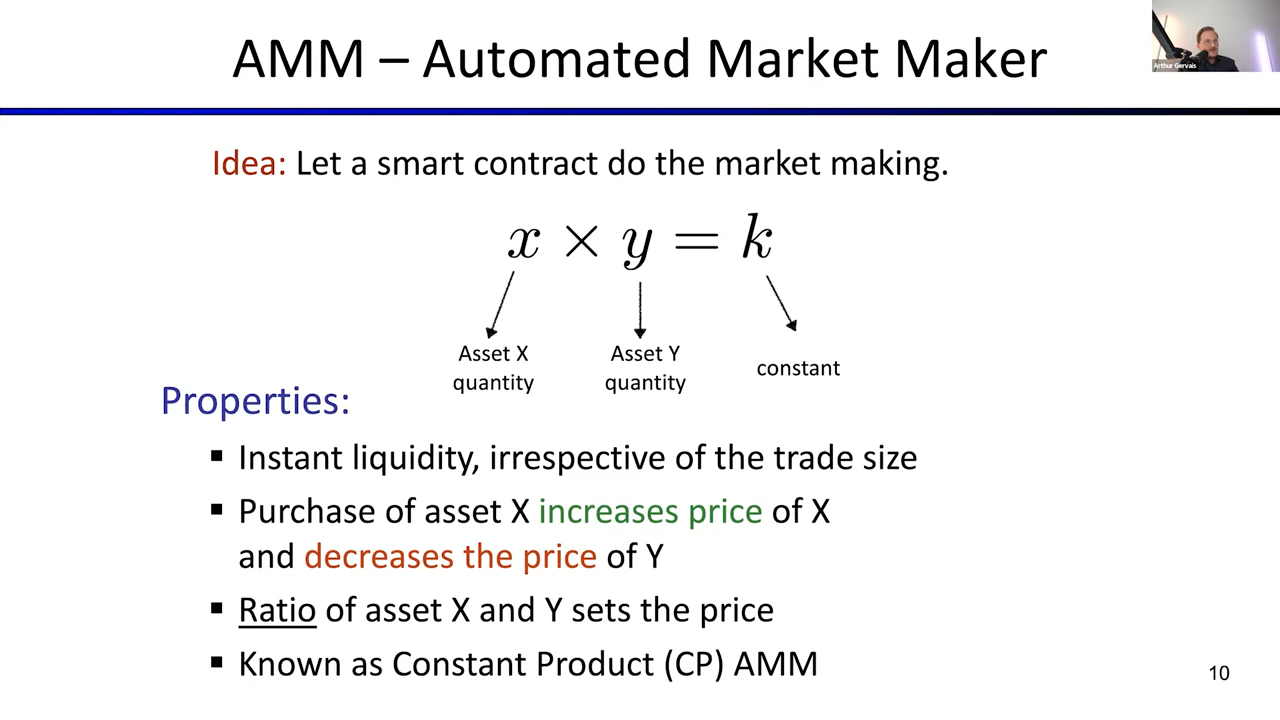 AMM – Automated Market Maker
Arthur Gervais
Idea: Let a smart contract do the market making.
x × y = k
Asset X
quantity
Asset Y
quantity
constant
Properties:
▪ Instant liquidity, irrespective of the trade size
▪ Purchase of asset X increases price of X
and decreases the price of Y
▪ Ratio of asset X and Y sets the price
▪ Known as Constant Product (CP) AMM
10